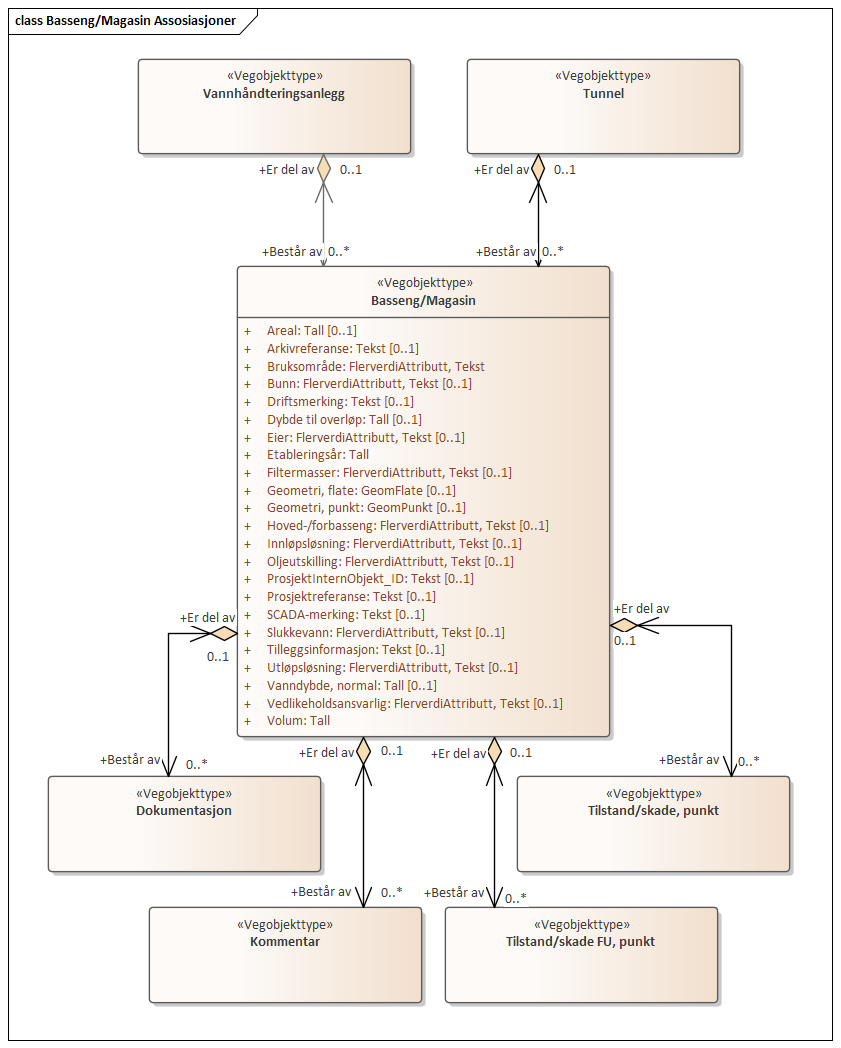 class Basseng/Magasin Assosiasjoner
«Vegobjekttype»
Vannhåndteringsanlegg
«Vegobjekttype»
Tunnel
+Er del av 0..1
+Er del av 0..1
+Består av 0..*
+Består av 0..*
«Vegobjekttype»
Basseng/Magasin
+ Areal: Tall [0..1]
+ Arkivreferanse: Tekst [0..1]
+ Bruksområde: FlerverdiAttributt, Tekst
+ Bunn: FlerverdiAttributt, Tekst [0..1]
+ Driftsmerking: Tekst [0..1]
+ Dybde til overløp: Tall [0..1]
+ Eier: FlerverdiAttributt, Tekst [0..1]
+ Etableringsår: Tall
+ Filtermasser: FlerverdiAttributt, Tekst [0..1]
+ Geometri, flate: GeomFlate [0..1]
+ Geometri, punkt: GeomPunkt [0..1]
+ Hoved-/forbasseng: FlerverdiAttributt, Tekst [0..1]
+ Innløpsløsning: FlerverdiAttributt, Tekst [0..1]
+ Oljeutskilling: FlerverdiAttributt, Tekst [0..1]
+ ProsjektInternObjekt_ID: Tekst [0..1]
+ Prosjektreferanse: Tekst [0..1]
+ SCADA-merking: Tekst [0..1]
+ Slukkevann: FlerverdiAttributt, Tekst [0..1]
+ Tilleggsinformasjon: Tekst [0..1]
+ Utløpsløsning: FlerverdiAttributt, Tekst [0..1]
+ Vanndybde, normal: Tall [0..1]
+ Vedlikeholdsansvarlig: FlerverdiAttributt, Tekst [0..1]
+ Volum: Tall
+Er del av
0..1
+Er del av
0..1
+Er del av 0..1
+Er del av 0..1
+Består av 0..*
+Består av 0..*
«Vegobjekttype»
Dokumentasjon
«Vegobjekttype»
Tilstand/skade, punkt
+Består av 0..*
+Består av 0..*
«Vegobjekttype»
Kommentar
«Vegobjekttype»
Tilstand/skade FU, punkt